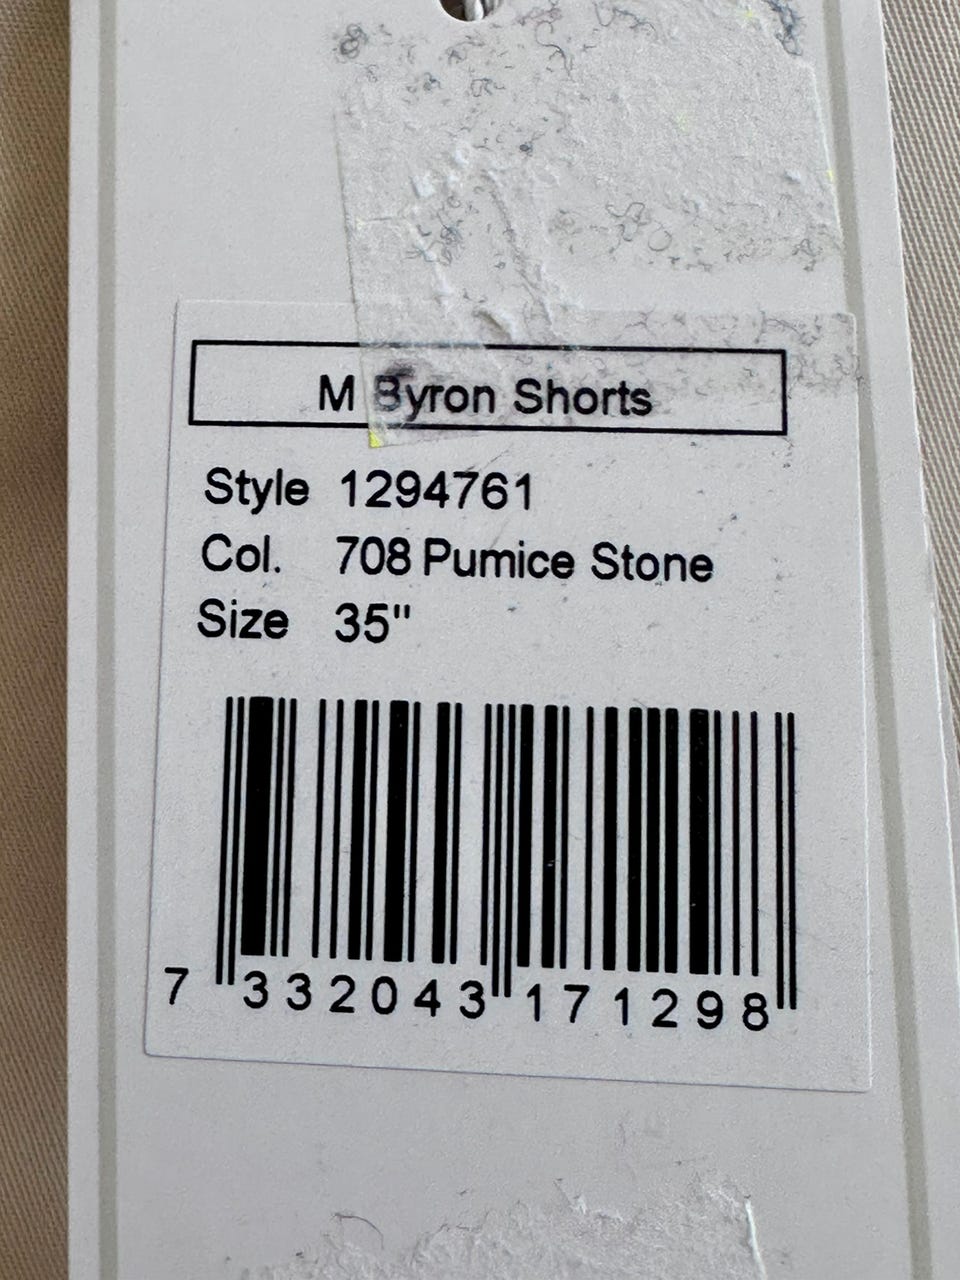 M Byron Shorts
Style 1294761
Col. 708 Pumice Stone
Size 35"
7 332043 171298